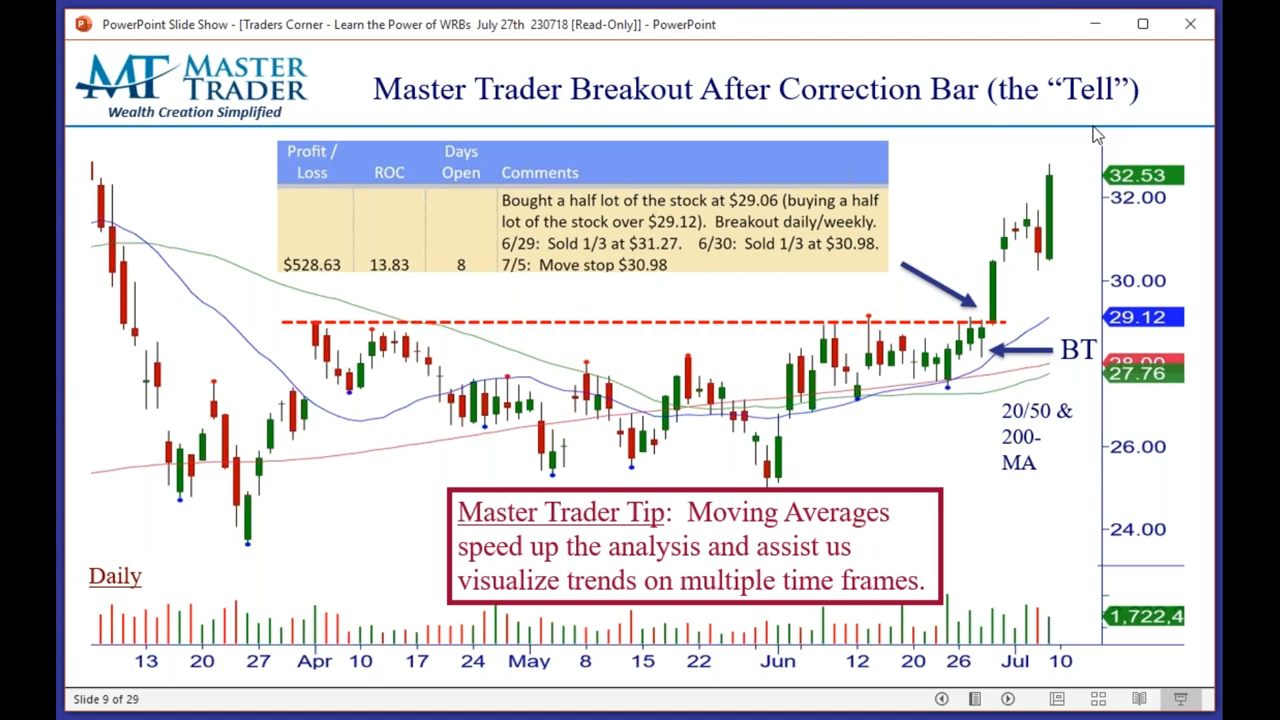 PowerPoint Slide Show - [Traders Corner - Learn the Power of WRBs July 27th 230718 [Read-Only]] - PowerPoint
MT MASTER TRADER
Wealth Creation Simplified
Master Trader Breakout After Correction Bar (the “Tell”)
Profit / Loss ROC Days Open Comments
Bought a half lot of the stock at $29.06 (buying a half
lot of the stock over $29.12). Breakout daily/weekly.
6/29: Sold 1/3 at $31.27. 6/30: Sold 1/3 at $30.98.
$528.63 13.83 8 7/5: Move stop $30.98
32.53
32.00
30.00
29.12
BT
28.00
27.76
20/50 &
200-
MA
26.00
24.00
Master Trader Tip: Moving Averages
speed up the analysis and assist us
visualize trends on multiple time frames.
Daily
1,722,4
13 20 27 Apr 10 17 24 May 8 15 22 Jun 12 20 26 Jul 10
Slide 9 of 29